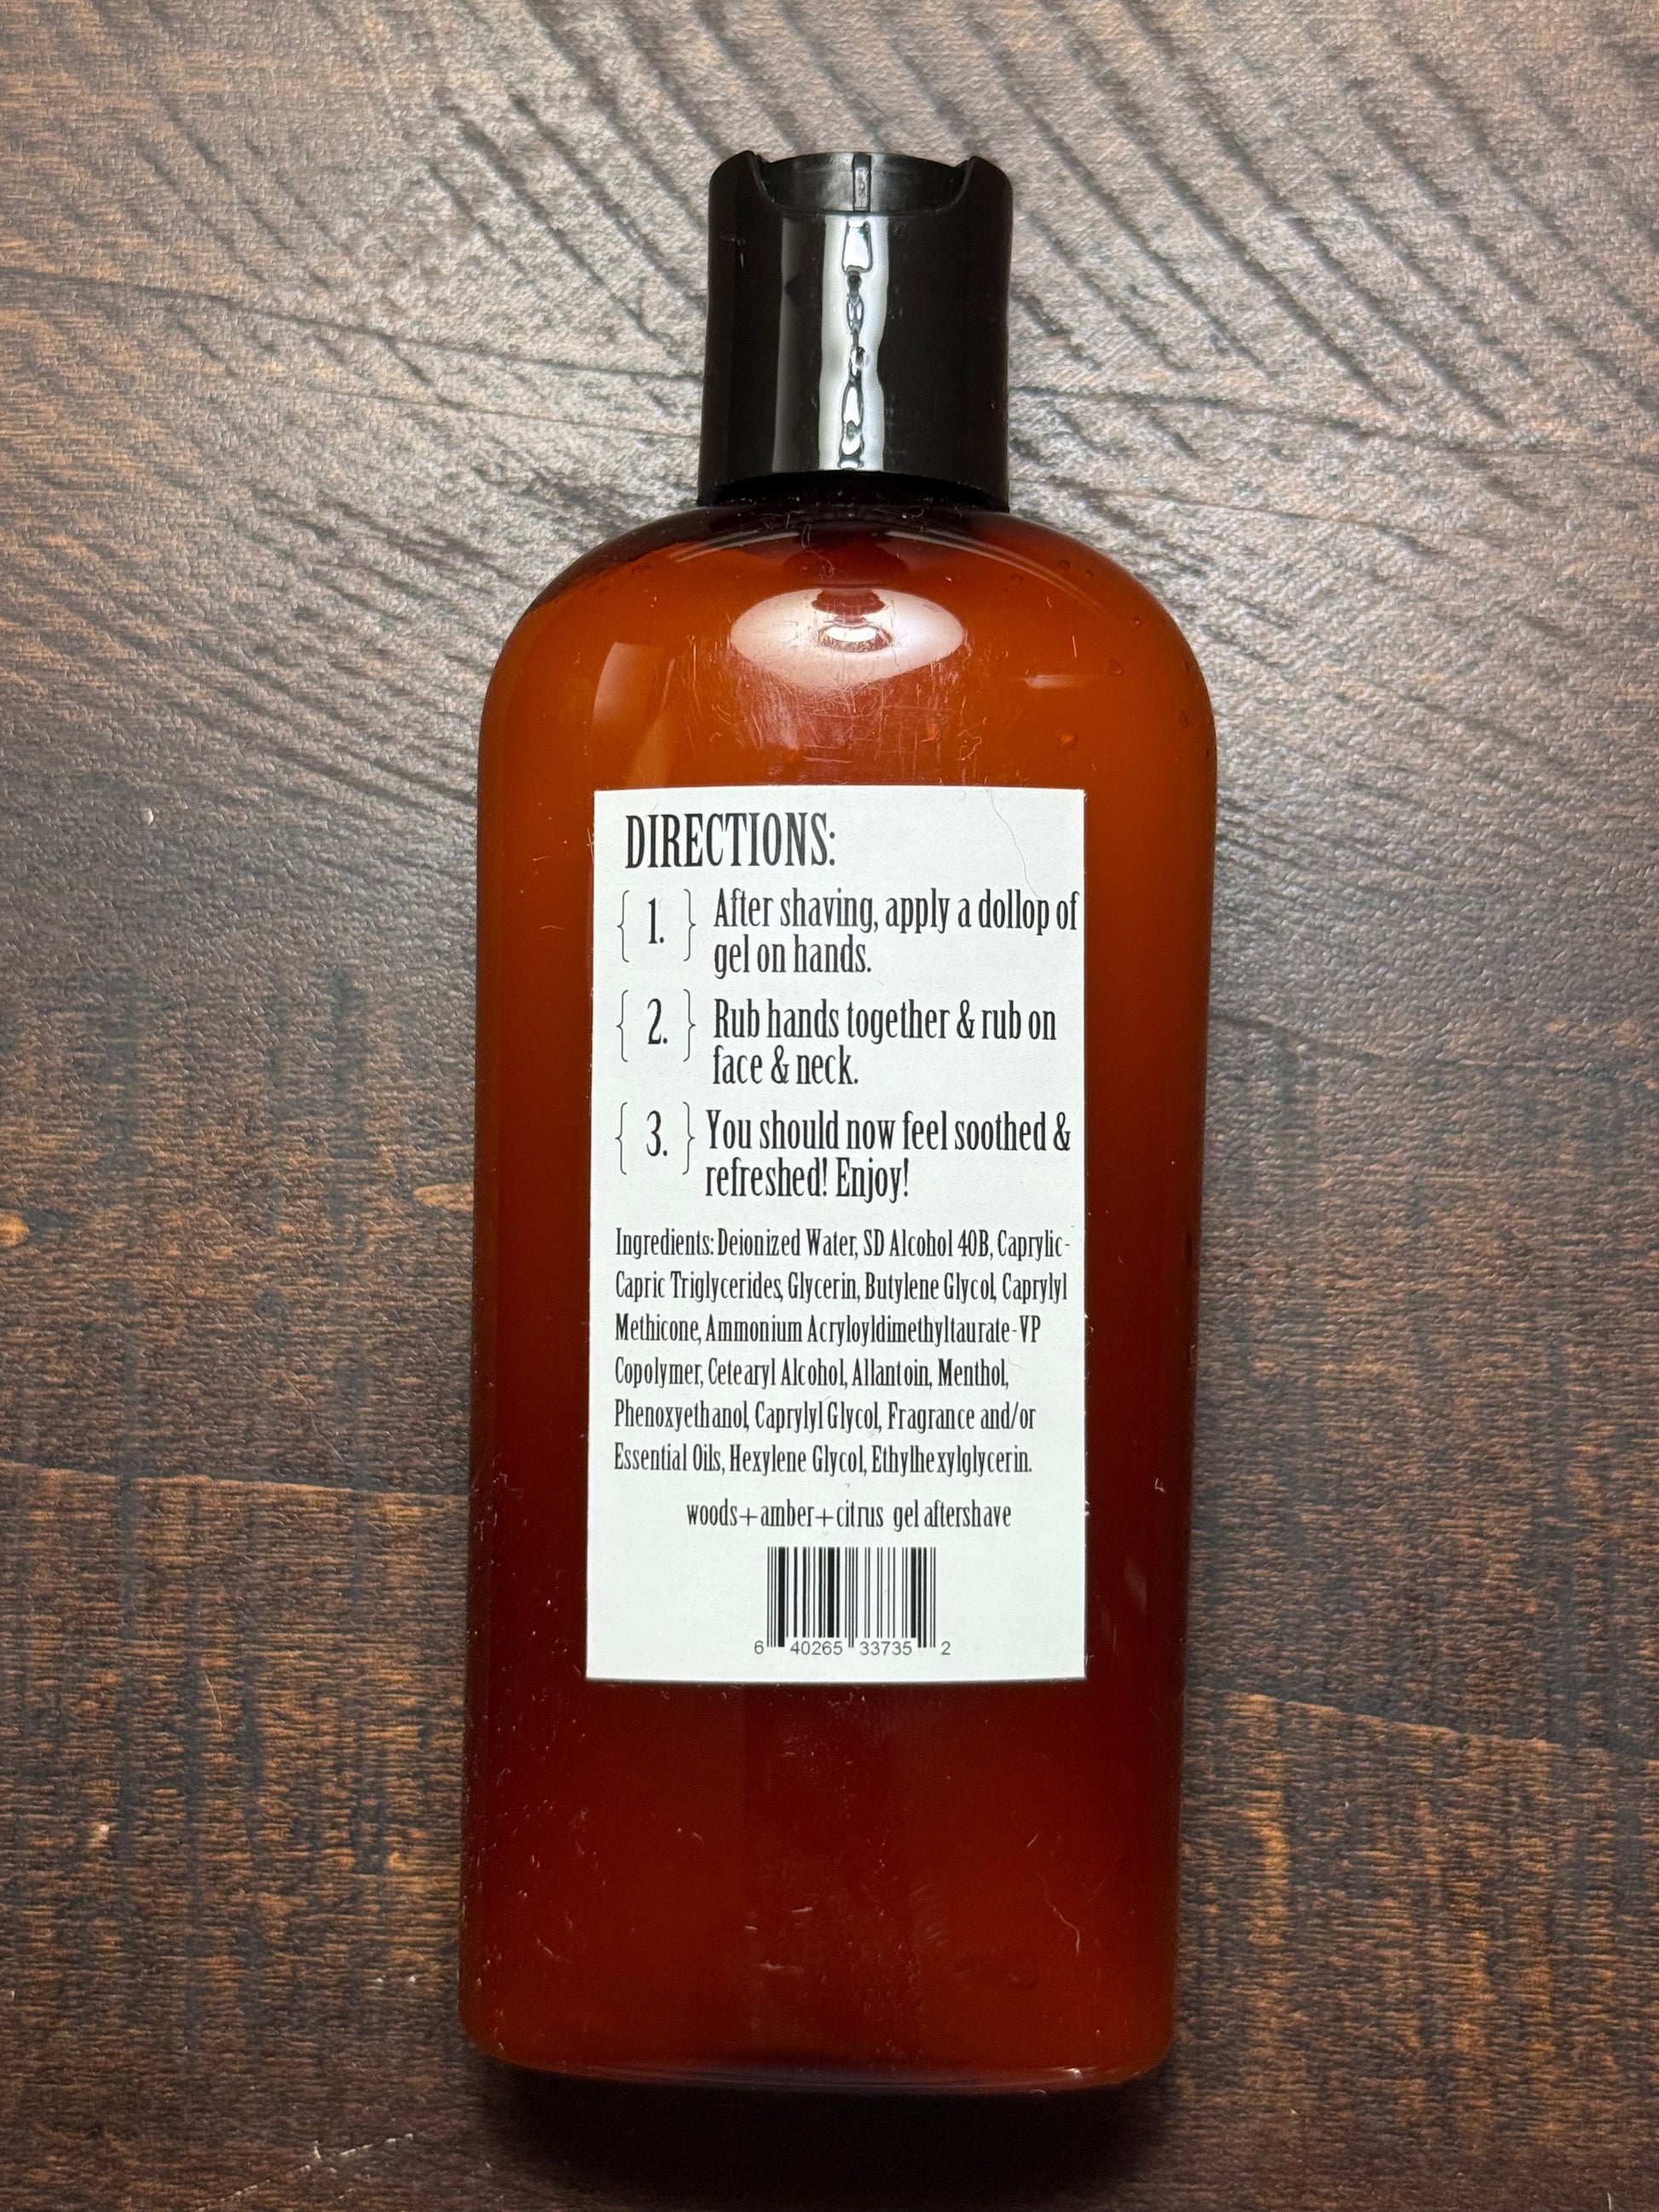 DIRECTIONS:
{ 1. } After shaving, apply a dollop of
gel on hands.
{ 2. } Rub hands together & rub on
face & neck.
{ 3. } You should now feel soothed &
refreshed! Enjoy!
Ingredients: Deionized Water, SD Alcohol 40B, Caprylic-
Capric Triglycerides, Glycerin, Butylene Glycol, Caprylyl
Methicone, Ammonium Acryloyldimethyltaurate-VP
Copolymer, Cetearyl Alcohol, Allantoin, Menthol,
Phenoxyethanol, Caprylyl Glycol, Fragrance and/or
Essential Oils, Hexylene Glycol, Ethylhexylglycerin.
woods+amber+citrus gel aftershave
6 40265 33735 2